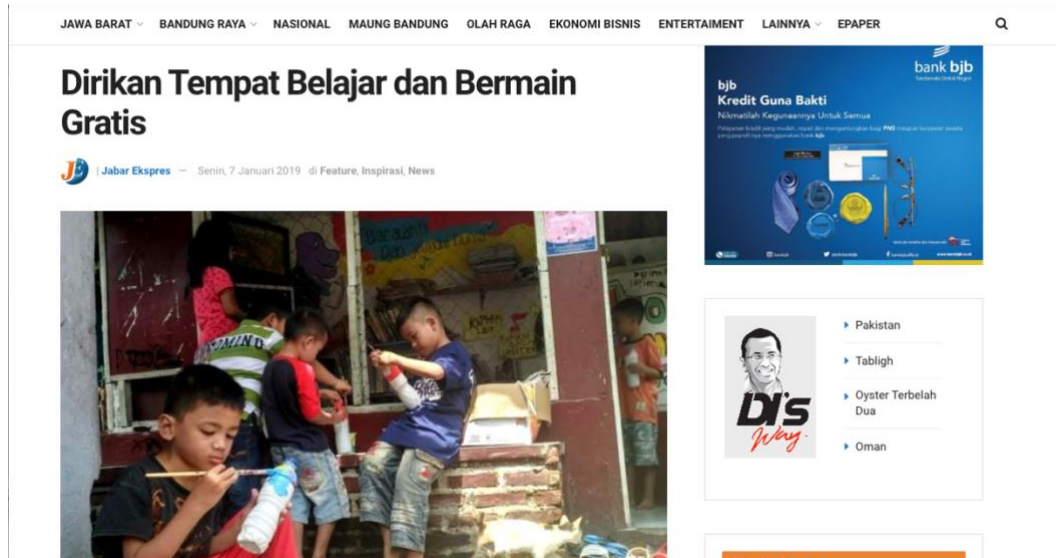 JAWA BARAT BANDUNG RAYA NASIONAL MAUNG BANDUNG OLAH RAGA EKONOMI BISNIS ENTERTAIMENT LAINNYA EPAPER
Dirikan Tempat Belajar dan Bermain
Gratis
JE | Jabar Ekspres — Senin, 7 Januari 2019 di Feature, Inspirasi, News
bank bjb
bjb
Kredit Guna Bakti
Nikmatilah Kegunaannya Untuk Semua
Pakistan
Tabligh
Oyster Terbelah
Dua
Oman
DI'S
Way.